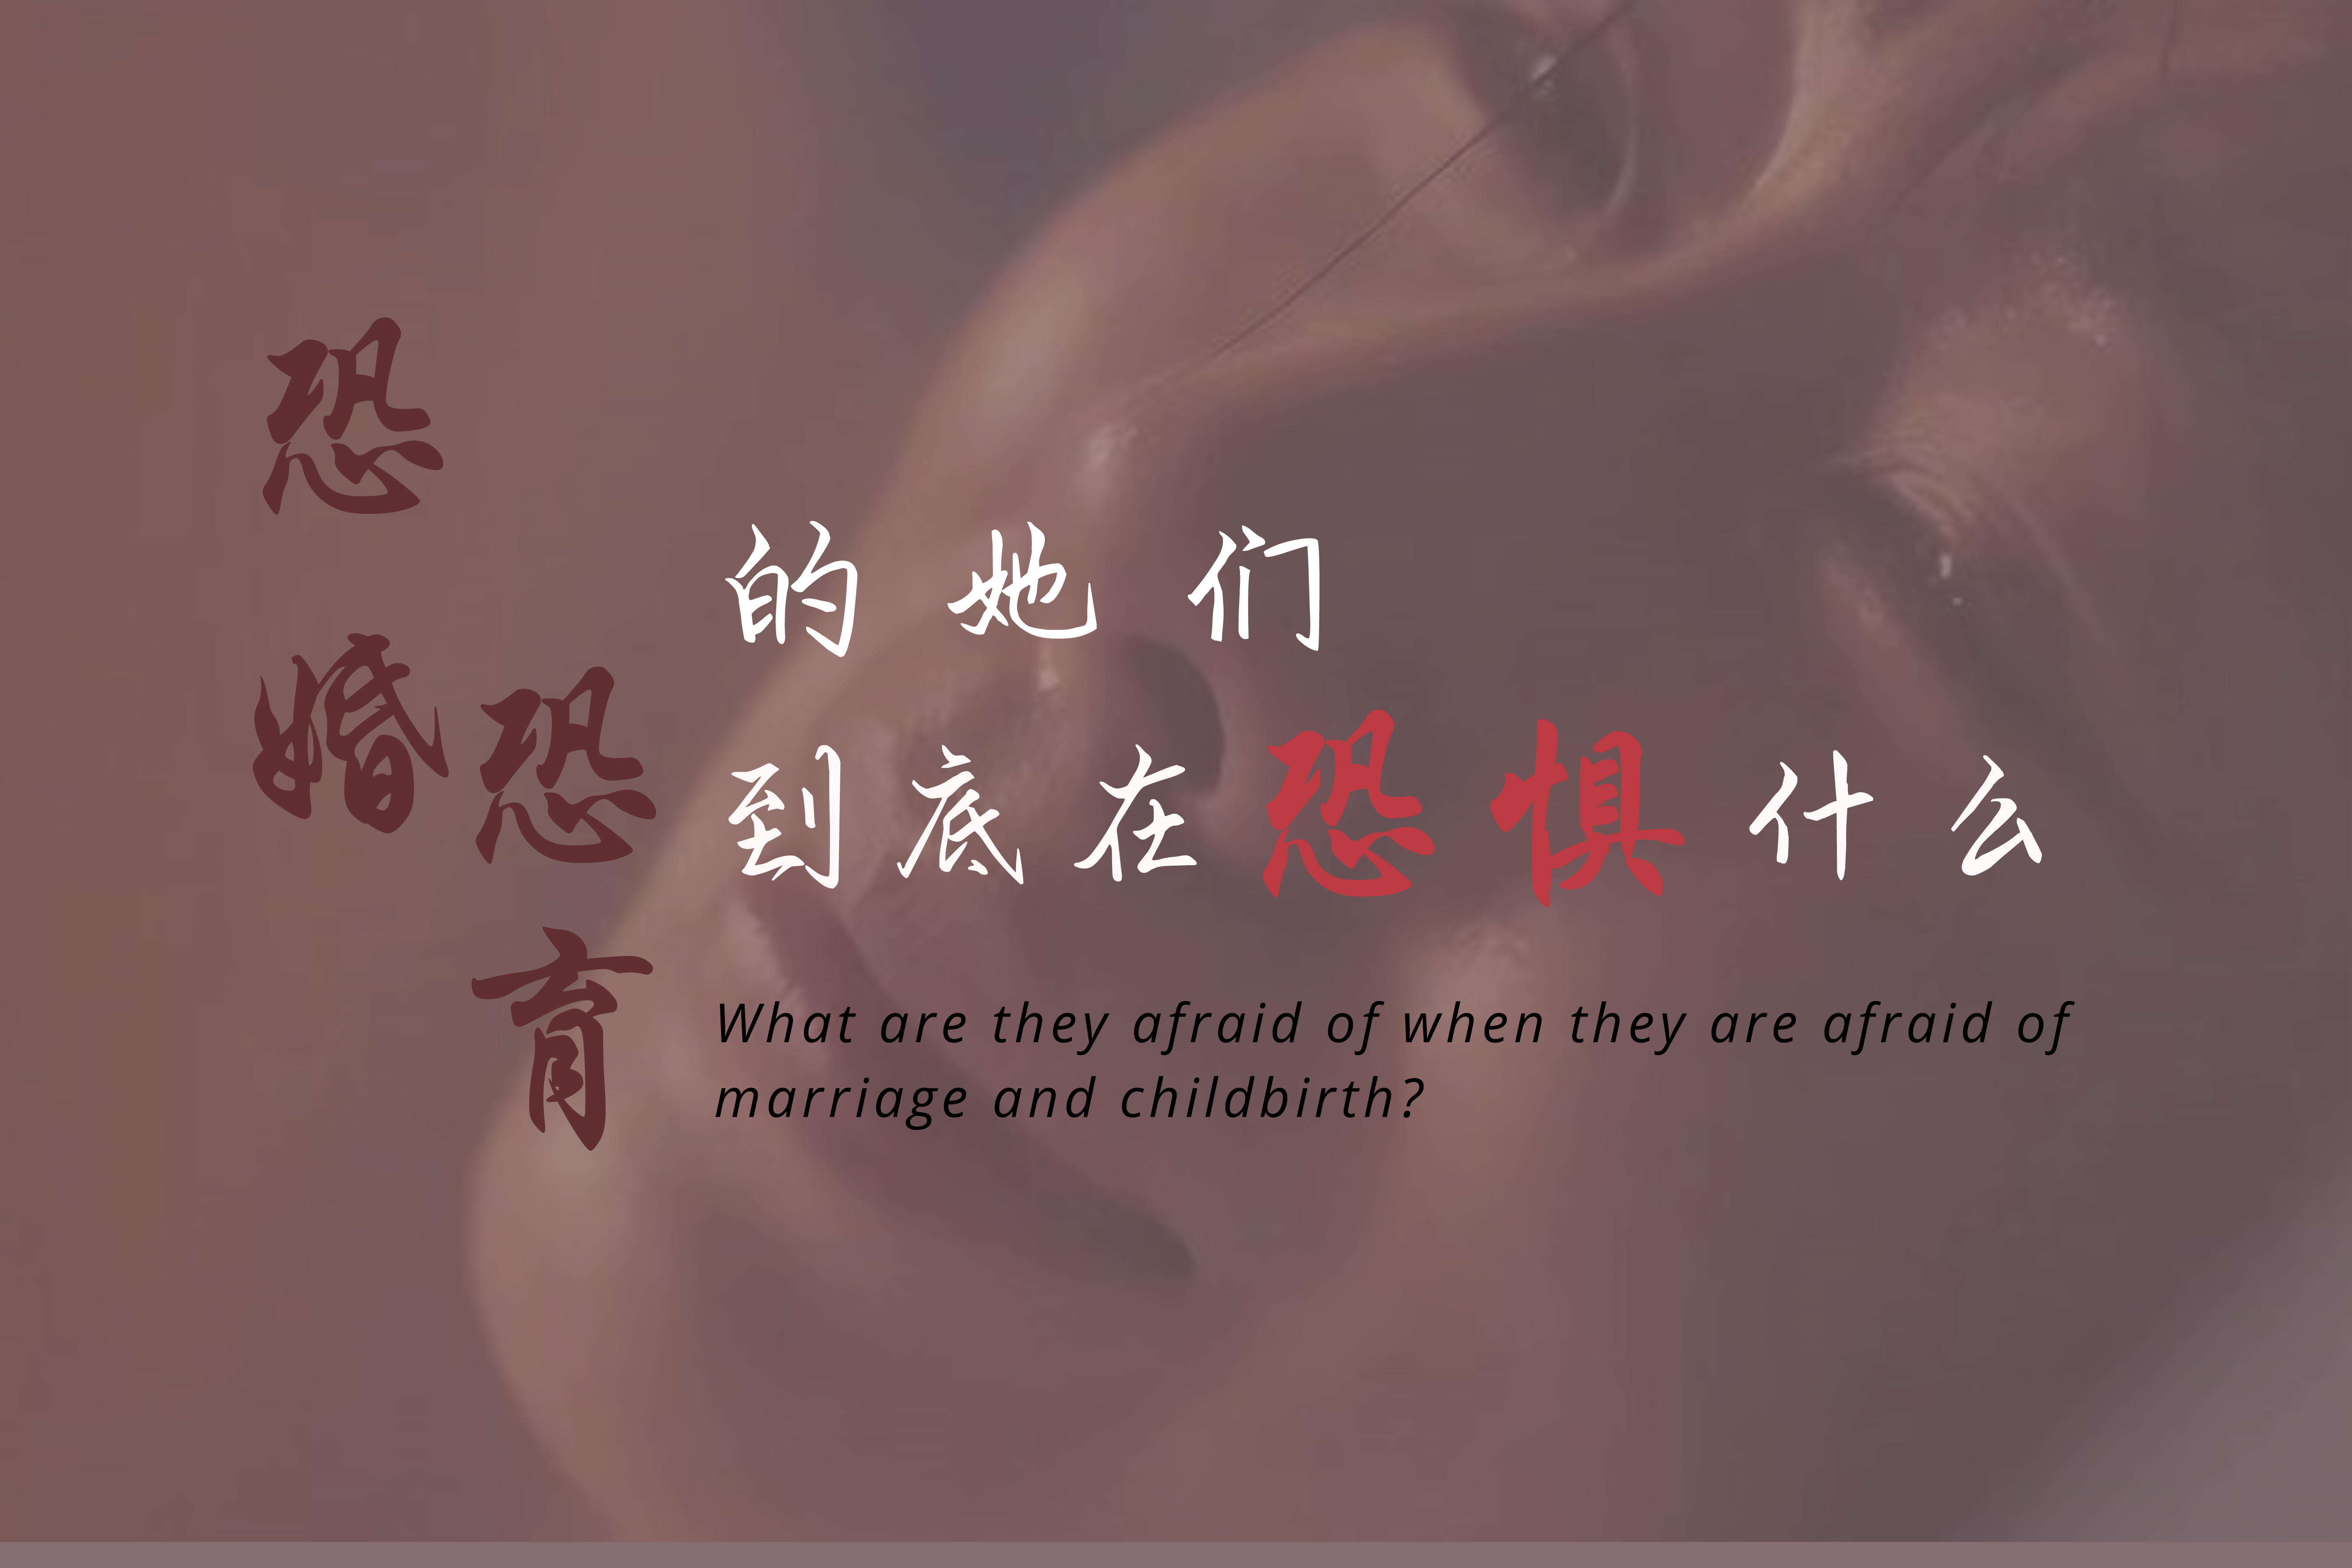 恐婚
恐育
的她们
到底在恐惧什么
What are they afraid of when they are afraid of
marriage and childbirth?